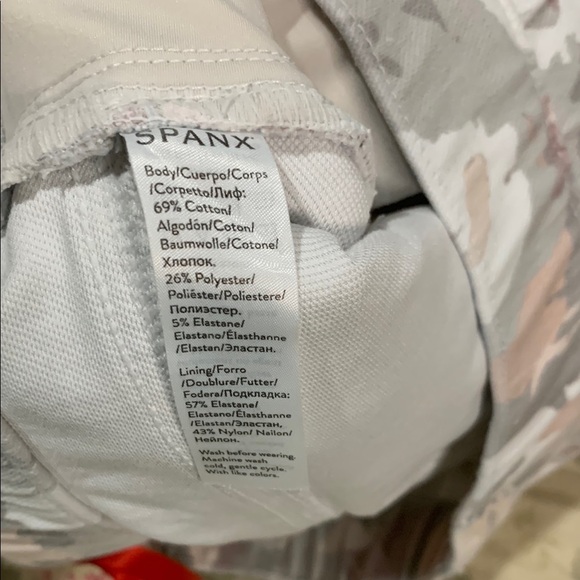 SPANX
Body/Cuerpo/Corps
/Corpetto/Лиф:
69% Cotton/
Algodón/Coton/
Baumwolle/Cotone/
Хлопок.
26% Polyester/
Poliéster/Poliestere/
Полиэстер.
5% Elastane/
Elastano/Élasthanne
/Elastan/Эластан.
Lining/Forro
/Doublure/Futter/
Fodera/Подкладка:
57% Elastane/
Elastano/Élasthanne
/Elastan/Эластан.
43% Nylon/ Nailon/
Нейлон.
Wash before wearing.
Machine wash
cold, gentle cycle.
With like colors.